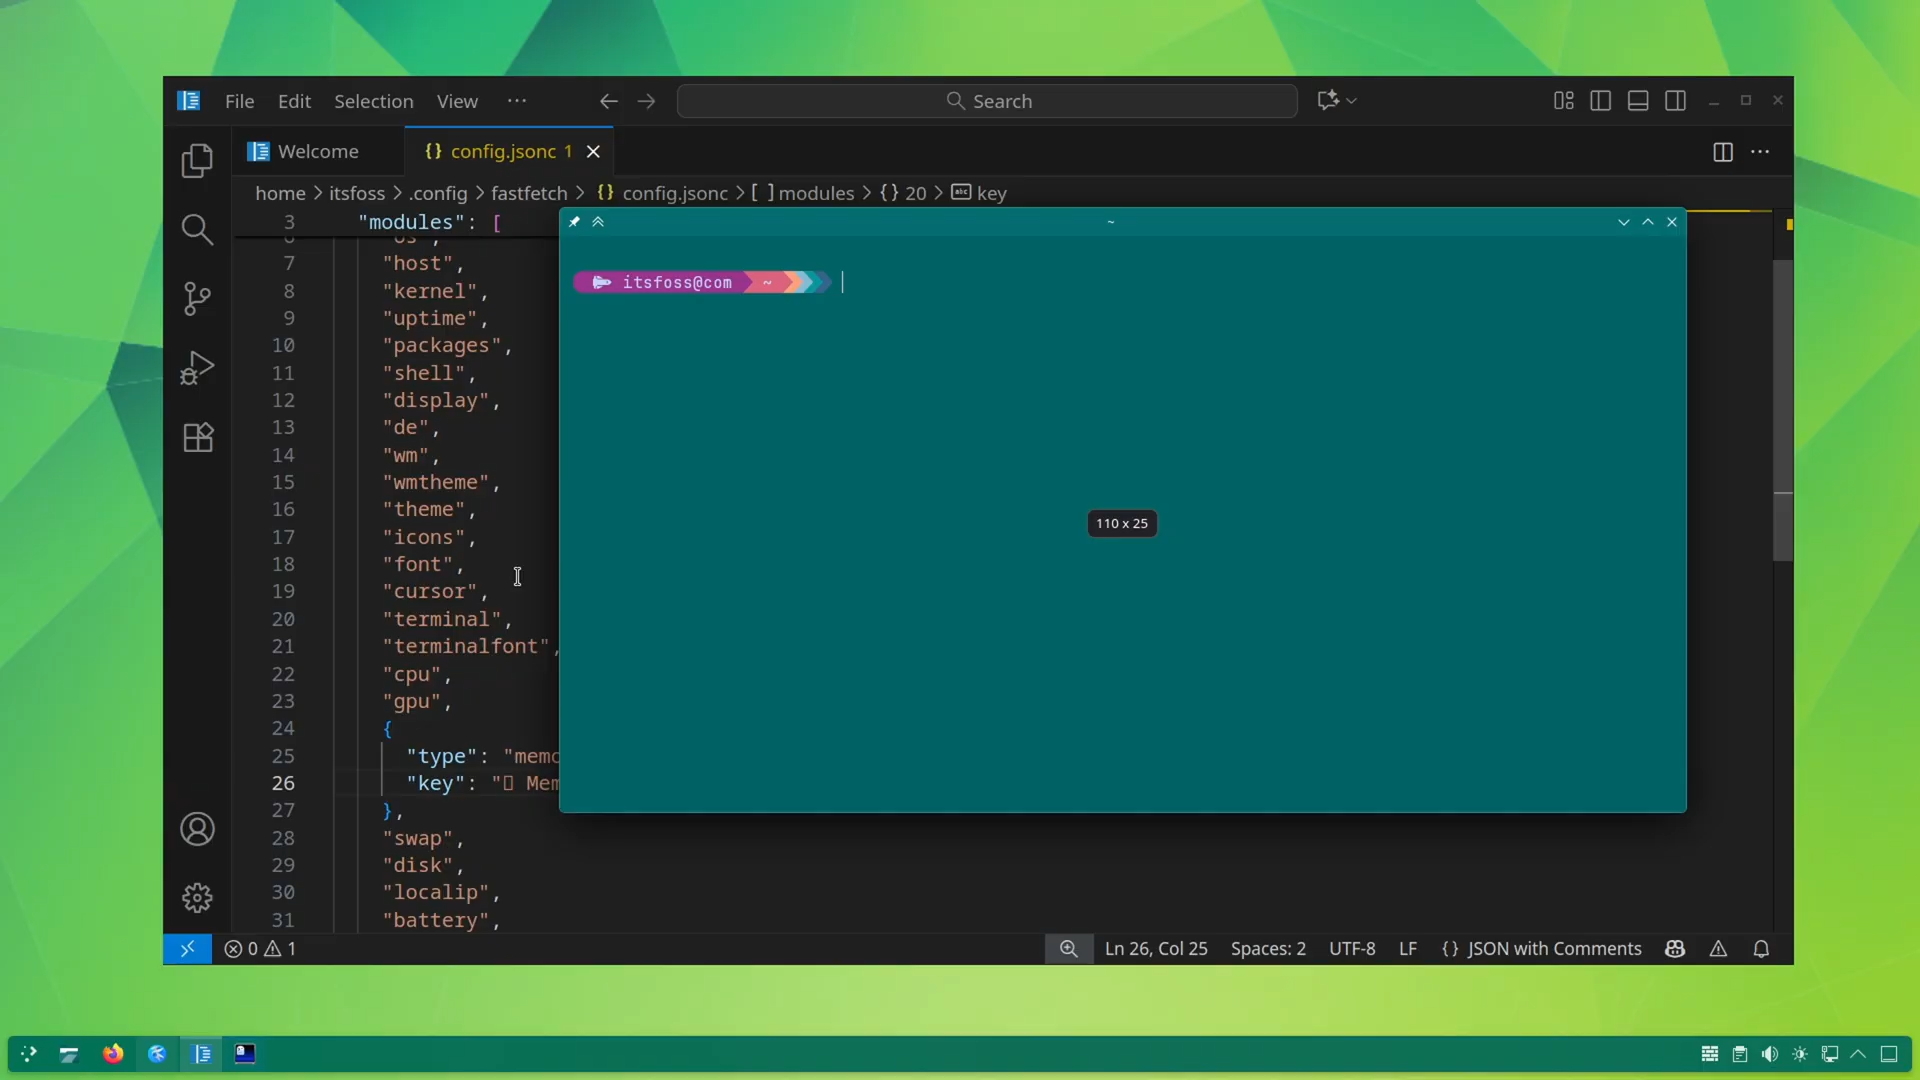 File Edit Selection View ··· Search
Welcome
config.jsonc 1
home > itsfoss > .config > fastfetch > {} config.jsonc > [ ] modules > {} 20 > abc key
3 "modules": [
7 "host",
8 "kernel",
9 "uptime",
10 "packages",
11 "shell",
12 "display",
13 "de",
14 "wm",
15 "wmtheme",
16 "theme",
17 "icons",
18 "font",
19 "cursor",
20 "terminal",
21 "terminalfont",
22 "cpu",
23 "gpu",
24 {
25 "type": "memo
26 "key": "▯ Mem
27 },
28 "swap",
29 "disk",
30 "localip",
31 "battery",
~
itsfoss@com ~
110 x 25
0 1
Ln 26, Col 25 Spaces: 2 UTF-8 LF {} JSON with Comments